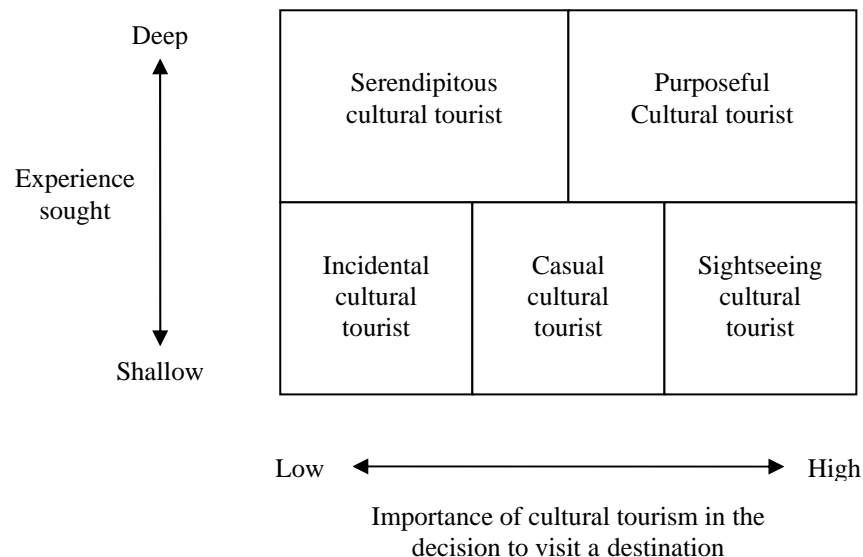 Deep
Serendipitous
cultural tourist
Purposeful
Cultural tourist
Experience
sought
Incidental
cultural
tourist
Casual
cultural
tourist
Sightseeing
cultural
tourist
Shallow
Low
High
Importance of cultural tourism in the
decision to visit a destination